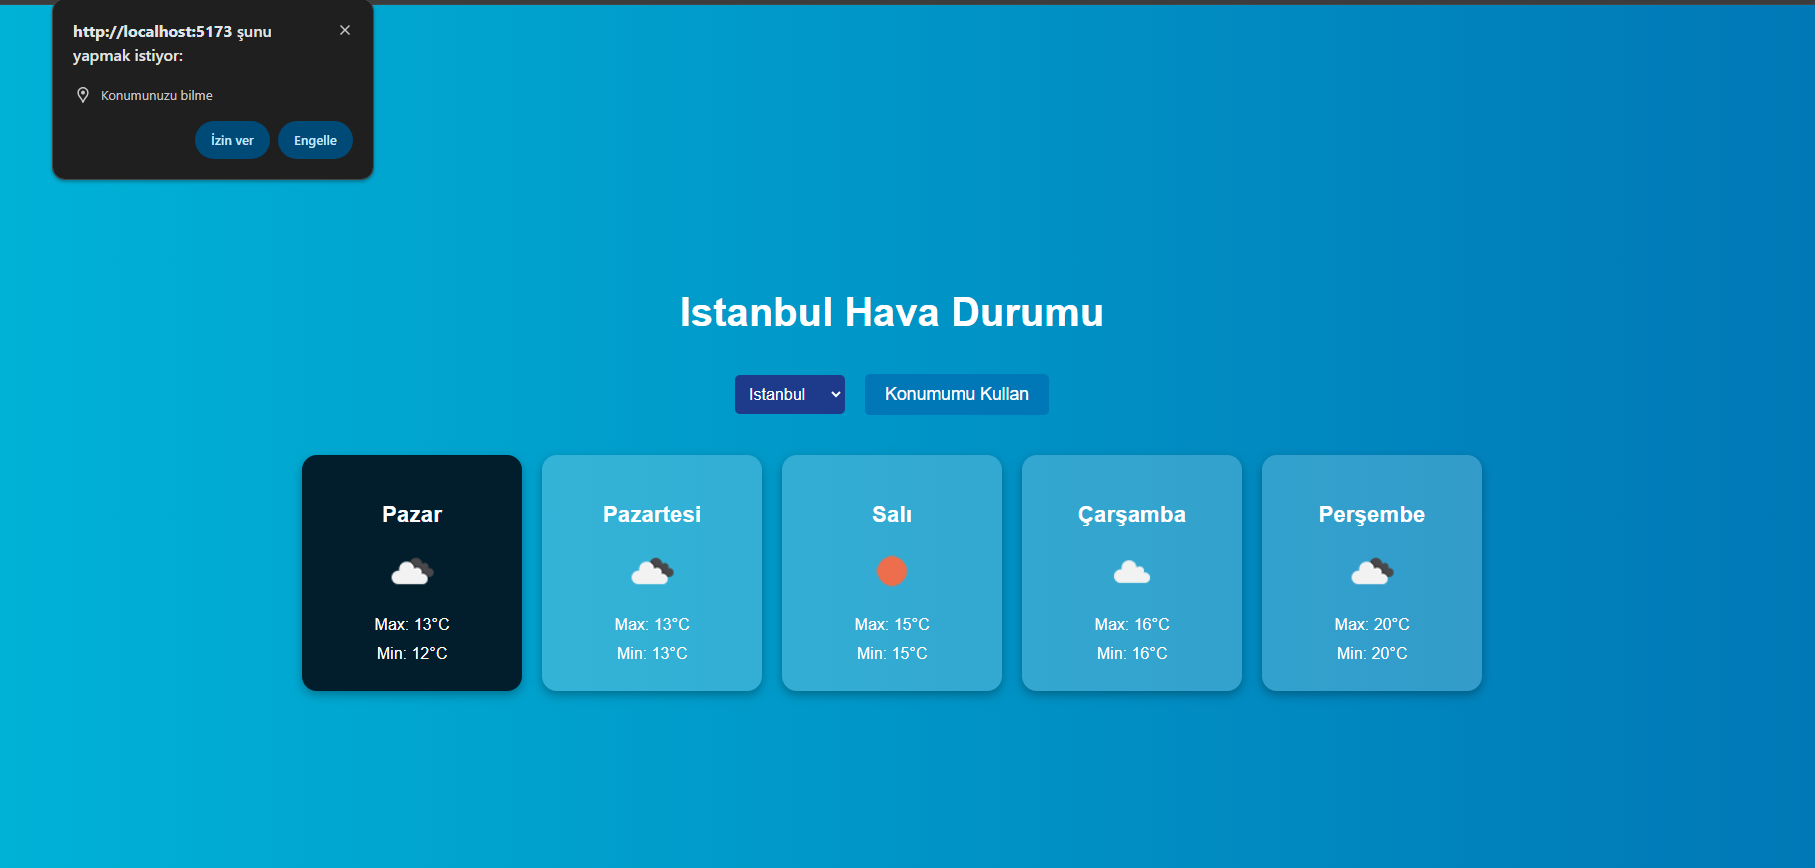 http://localhost:5173 şunu
yapmak istiyor:
Konumunuzu bilme
İzin ver
Engelle
Istanbul Hava Durumu
Istanbul
Konumumu Kullan
Pazar
Max: 13°C
Min: 12°C
Pazartesi
Max: 13°C
Min: 13°C
Salı
Max: 15°C
Min: 15°C
Çarşamba
Max: 16°C
Min: 16°C
Perşembe
Max: 20°C
Min: 20°C